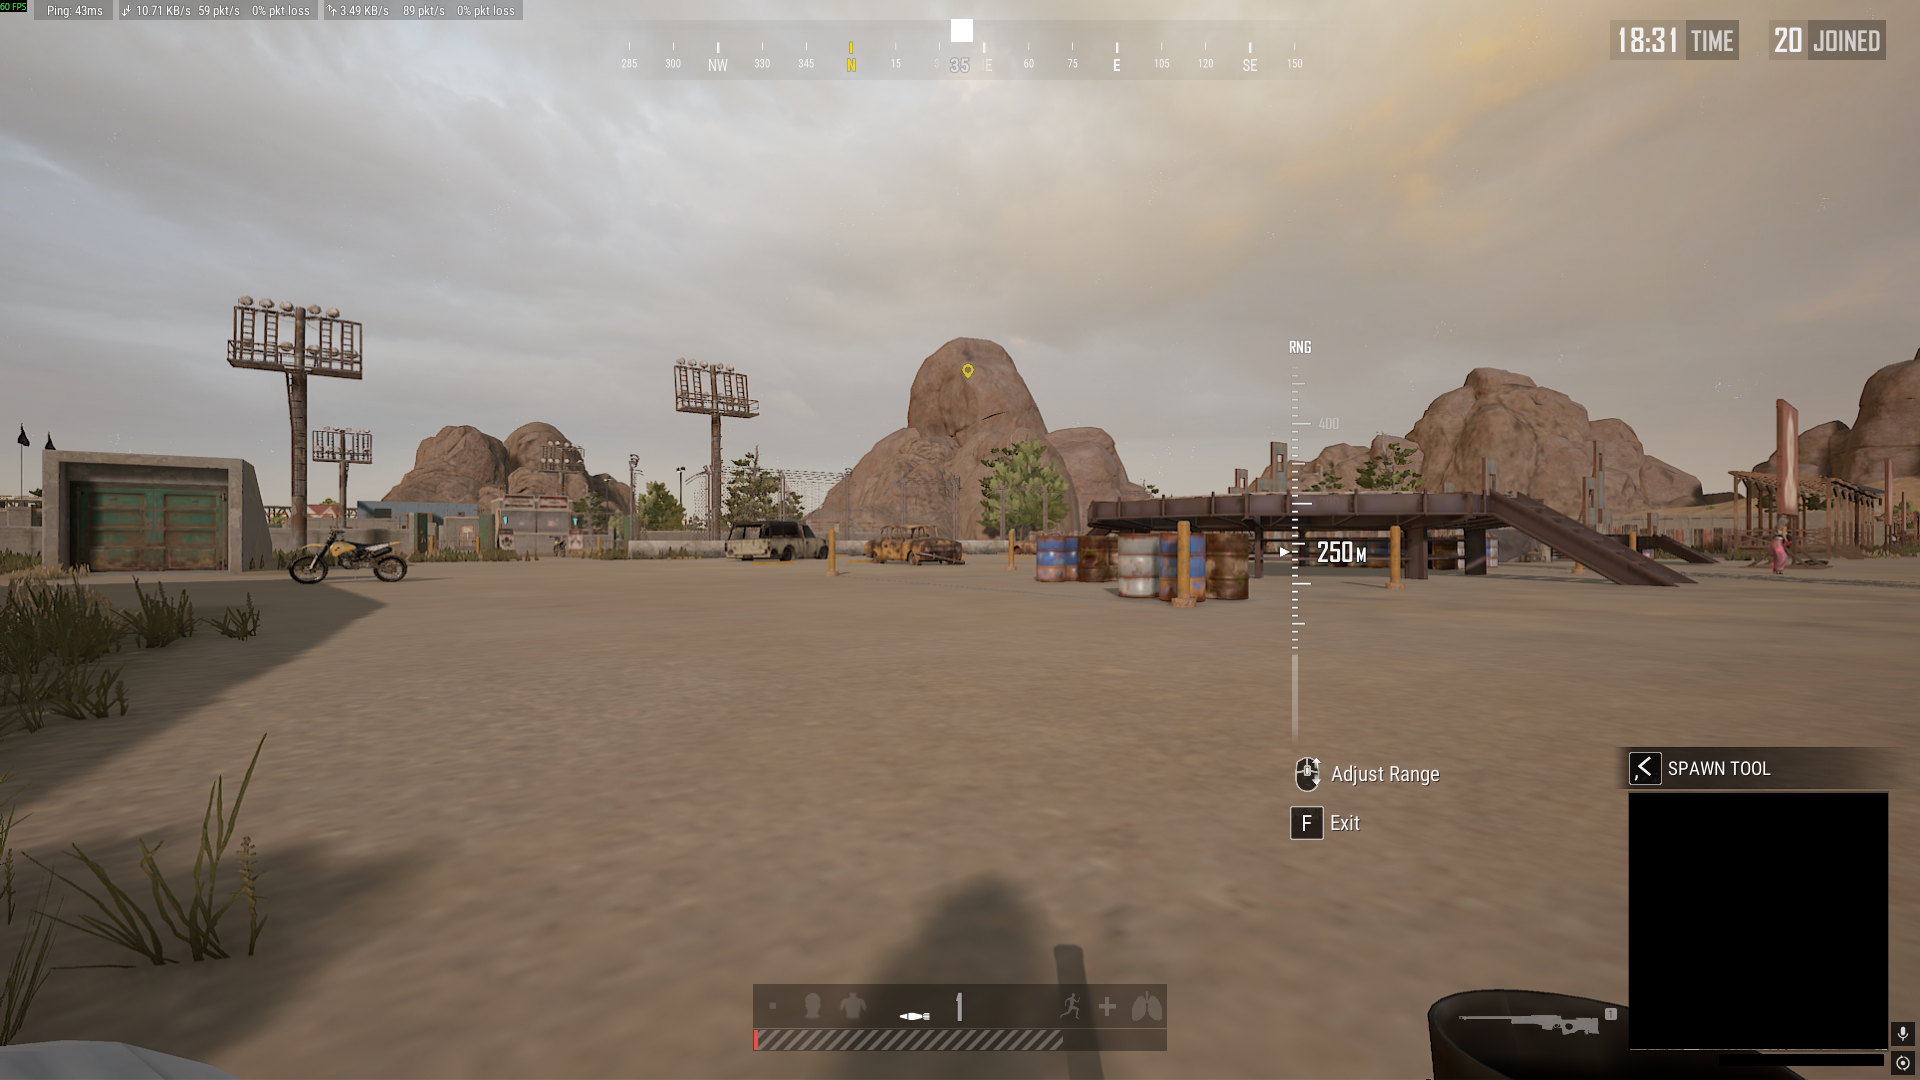 60 FPS
Ping: 43ms
10.71 KB/s 59 pkt/s 0% pkt loss
3.49 KB/s 89 pkt/s 0% pkt loss
285 300 NW 330 345 N 15 35 E 60 75 E 105 120 SE 150
18:31 TIME
20 JOINED
RNG
400
250 M
Adjust Range
F Exit
SPAWN TOOL
1
1